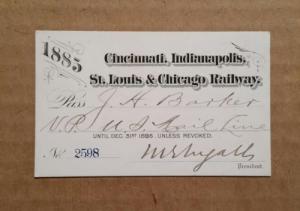 1885
Cincinnati, Indianapolis,
St. Louis & Chicago Railway.
Pass J. A. Barker
V.P. U S Mail Line
UNTIL DEC. 31ST 1885, UNLESS REVOKED.
No. 2598 M E Ingalls
President.